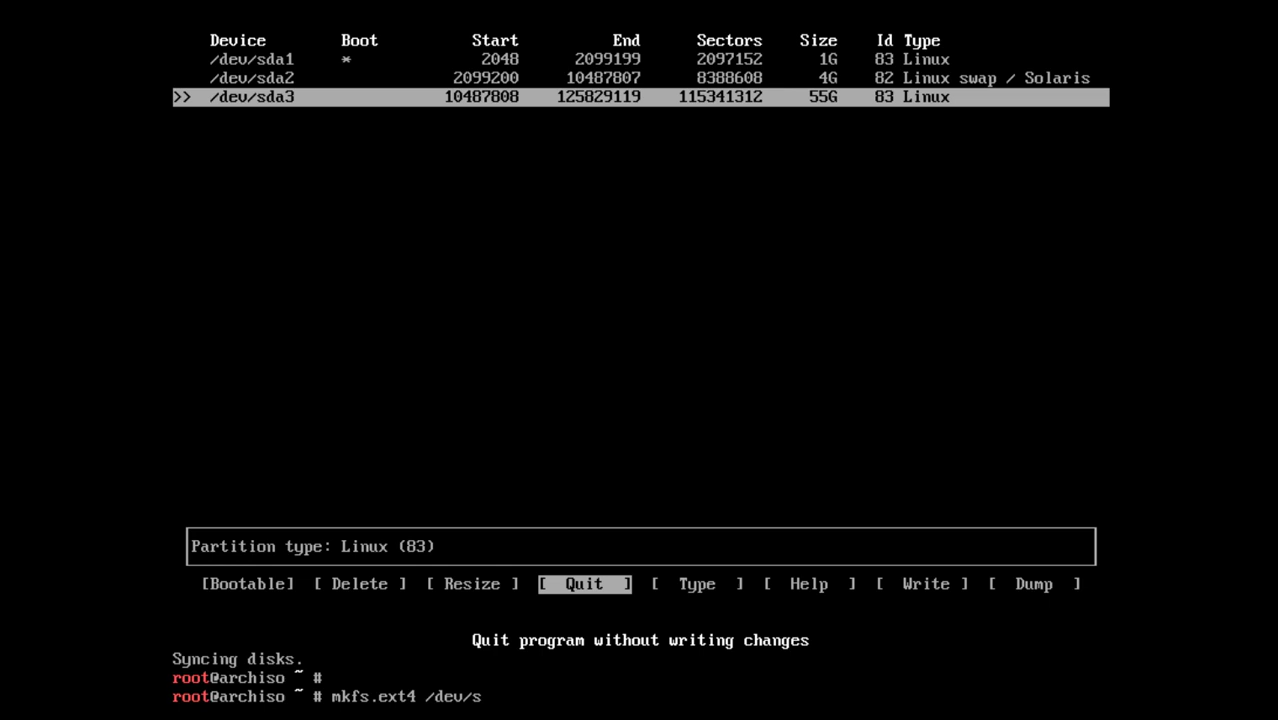 Device Boot Start End Sectors Size Id Type
/dev/sda1 * 2048 2099199 2097152 1G 83 Linux
/dev/sda2 2099200 10487807 8388608 4G 82 Linux swap / Solaris
>> /dev/sda3 10487808 125829119 115341312 55G 83 Linux
Partition type: Linux (83)
[Bootable] [ Delete ] [ Resize ] [ Quit ] [ Type ] [ Help ] [ Write ] [ Dump ]
Quit program without writing changes
Syncing disks.
root@archiso ~ #
root@archiso ~ # mkfs.ext4 /dev/s